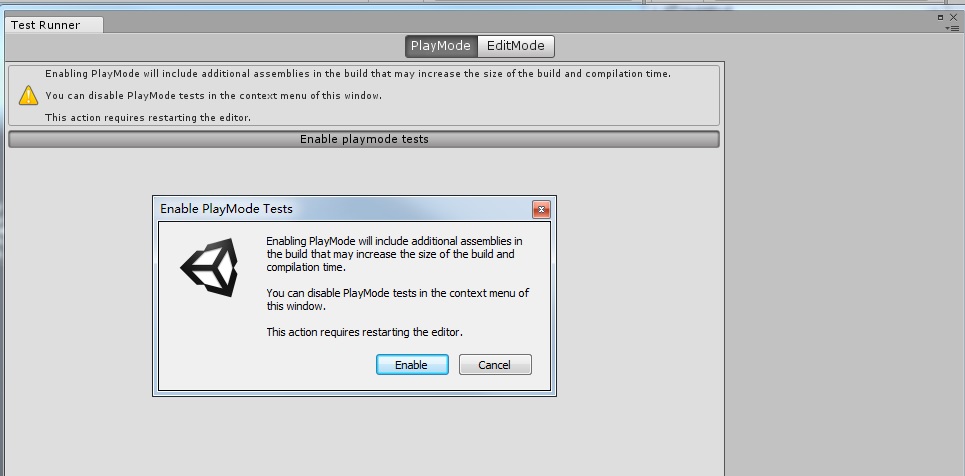 Test Runner
PlayMode EditMode
Enabling PlayMode will include additional assemblies in the build that may increase the size of the build and compilation time.
You can disable PlayMode tests in the context menu of this window.
This action requires restarting the editor.
Enable playmode tests
Enable PlayMode Tests
Enabling PlayMode will include additional assemblies in
the build that may increase the size of the build and
compilation time.
You can disable PlayMode tests in the context menu of
this window.
This action requires restarting the editor.
Enable Cancel